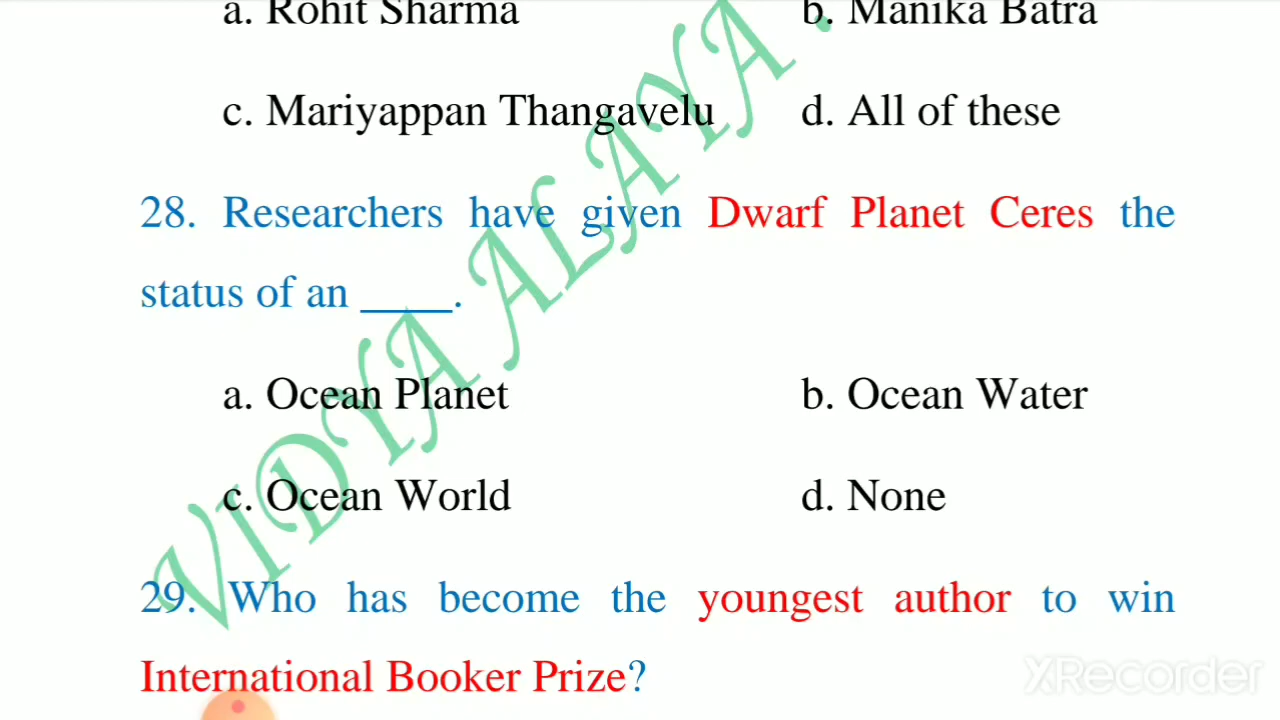 a. Rohit Sharma b. Manika Batra
c. Mariyappan Thangavelu d. All of these
28. Researchers have given Dwarf Planet Ceres the
status of an ____.
a. Ocean Planet b. Ocean Water
c. Ocean World d. None
29. Who has become the youngest author to win
International Booker Prize?
VIDYA ALAYA
XRecorder